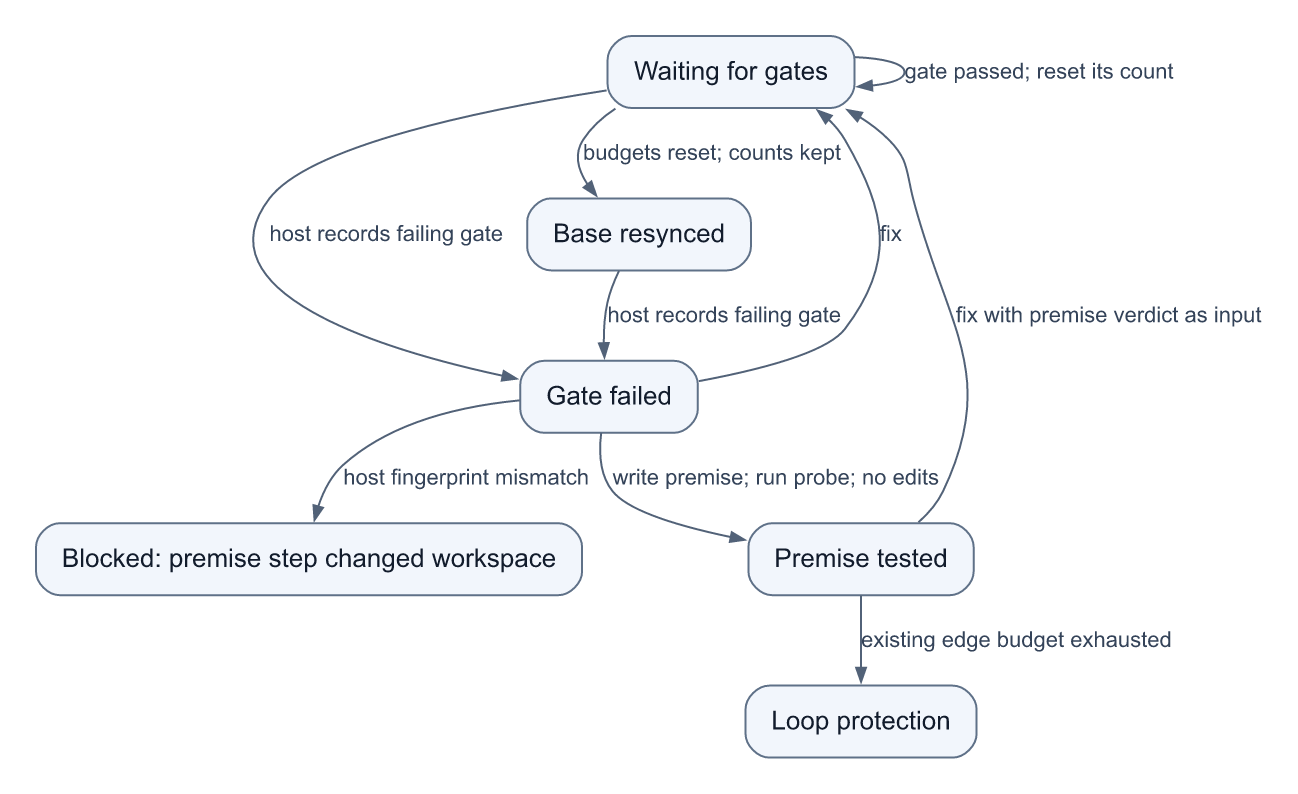 Waiting for gates
gate passed; reset its count
budgets reset; counts kept
host records failing gate
Base resynced
fix
host records failing gate
fix with premise verdict as input
Gate failed
host fingerprint mismatch
write premise; run probe; no edits
Blocked: premise step changed workspace
Premise tested
existing edge budget exhausted
Loop protection